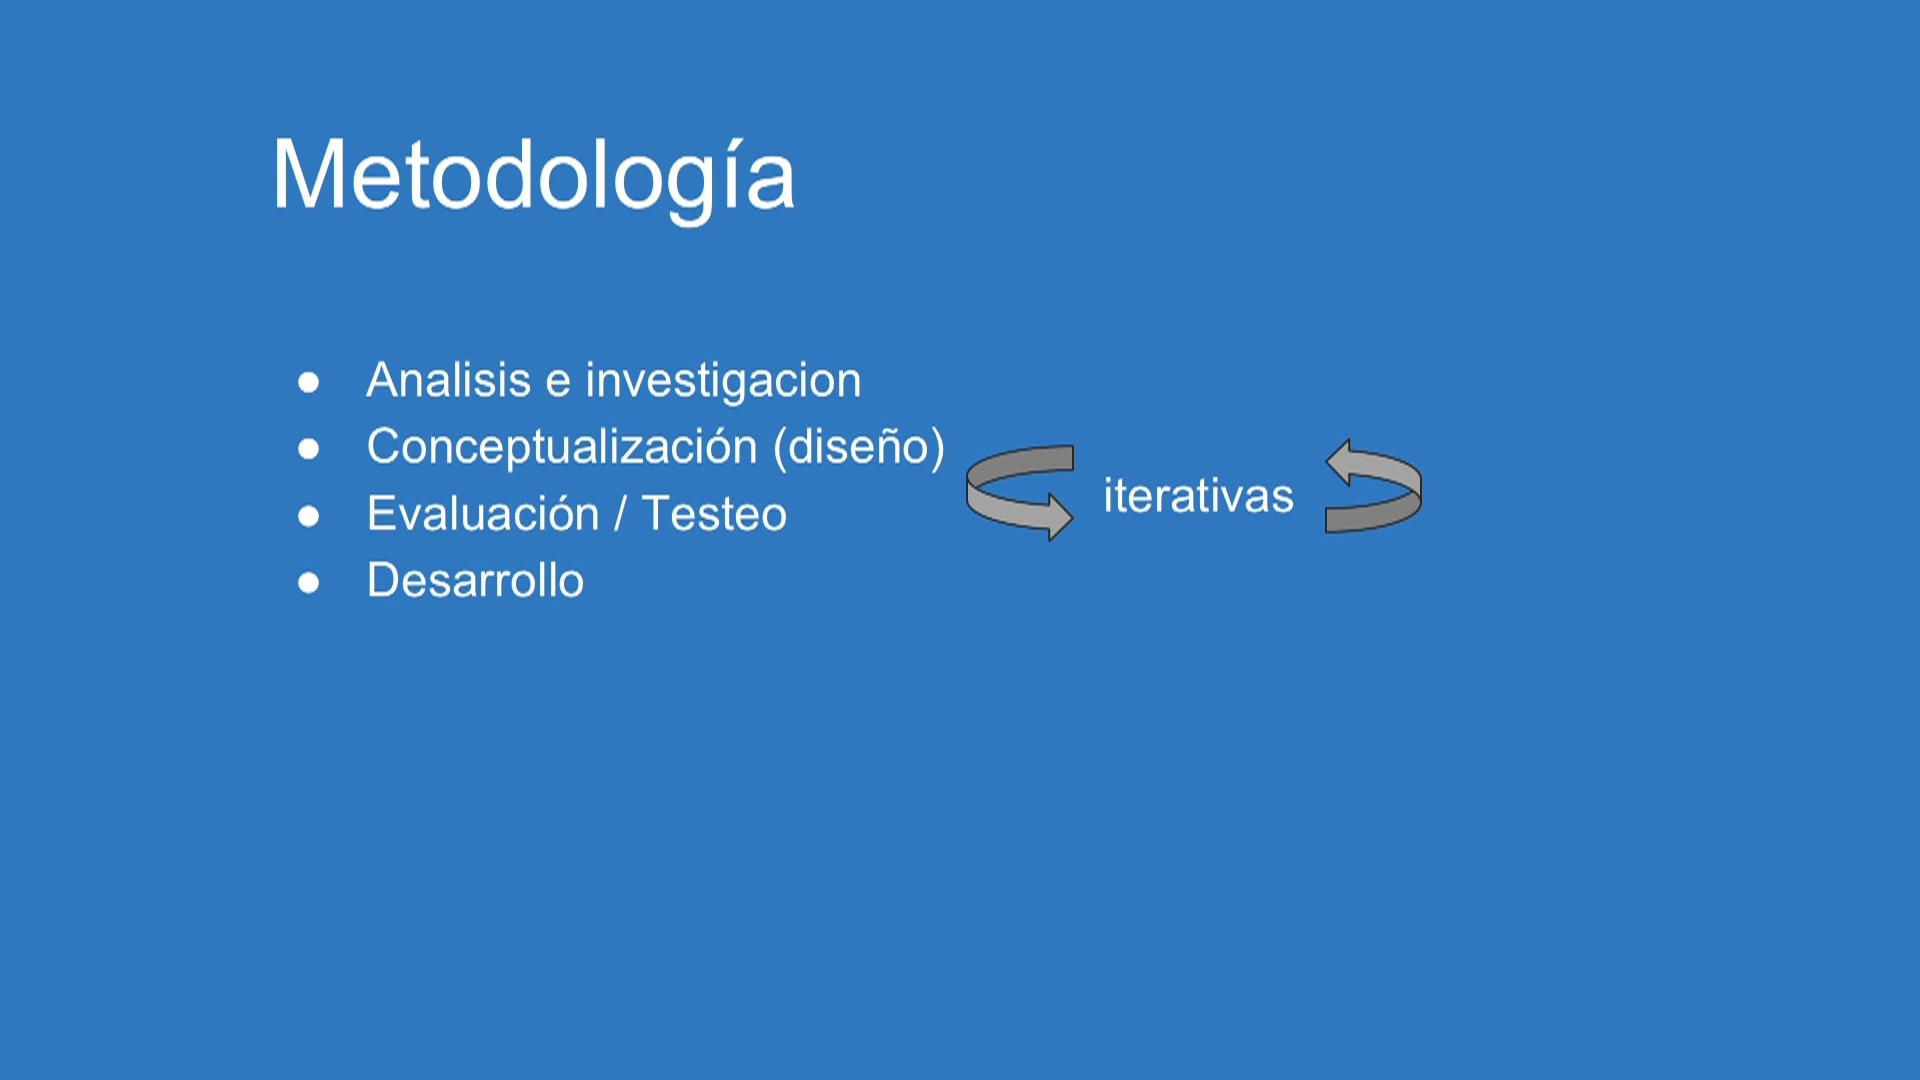 Metodología
● Analisis e investigacion
● Conceptualización (diseño)
● Evaluación / Testeo
● Desarrollo
iterativas